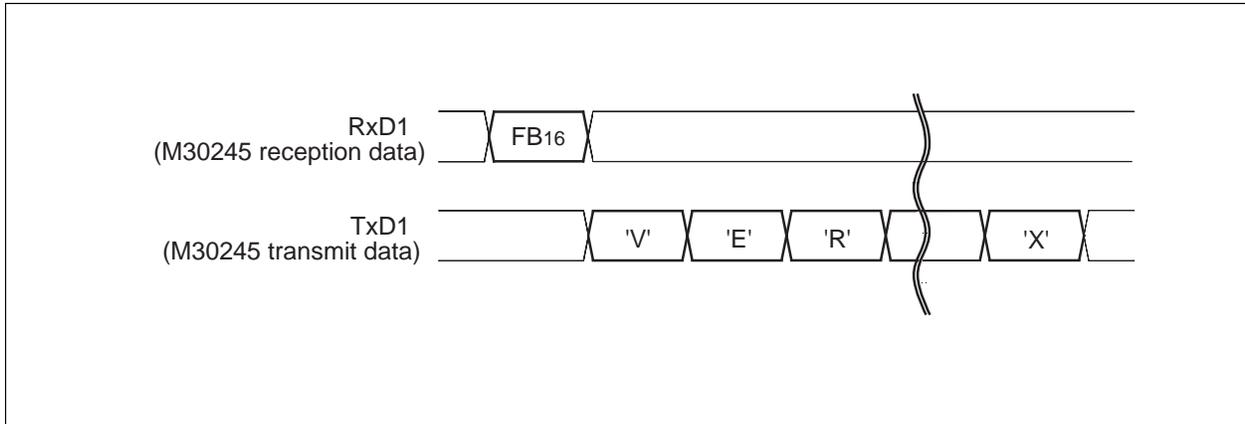 RxD1
(M30245 reception data)
FB16
TxD1
(M30245 transmit data)
'V' 'E' 'R' 'X'